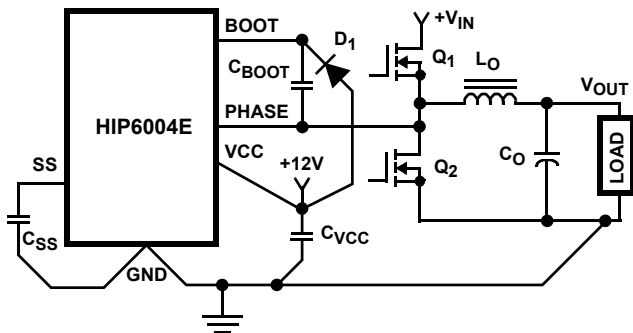 BOOT
D1
+VIN
CBOOT
Q1
LO
VOUT
HIP6004E
PHASE
SS
VCC
+12V
Q2
CO
LOAD
CSS
CVCC
GND